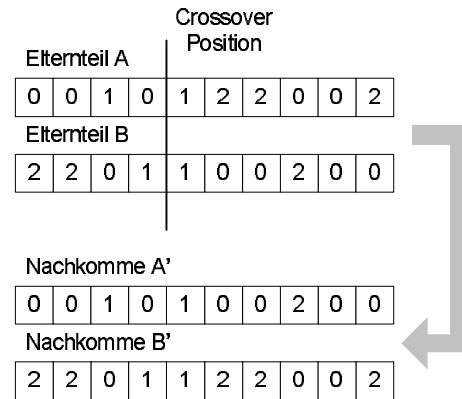 Crossover
Position
Elternteil A
0 0 1 0 1 2 2 0 0 2
Elternteil B
2 2 0 1 1 0 0 2 0 0
Nachkomme A'
0 0 1 0 1 0 0 2 0 0
Nachkomme B'
2 2 0 1 1 2 2 0 0 2